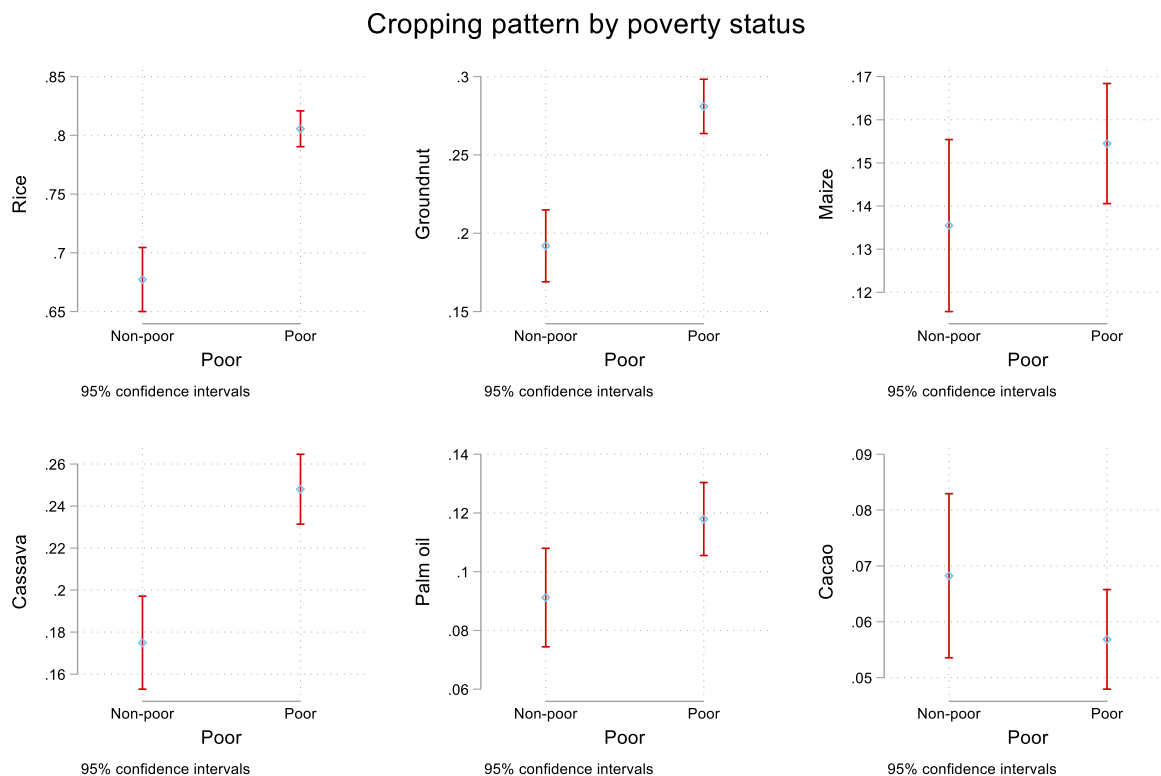 Cropping pattern by poverty status
Rice
.85
.8
.75
.7
.65
Non-poor
Poor
Poor
95% confidence intervals
Groundnut
.3
.25
.2
.15
Non-poor
Poor
Poor
95% confidence intervals
Maize
.17
.16
.15
.14
.13
.12
Non-poor
Poor
Poor
95% confidence intervals
Cassava
.26
.24
.22
.2
.18
.16
Non-poor
Poor
Poor
95% confidence intervals
Palm oil
.14
.12
.1
.08
.06
Non-poor
Poor
Poor
95% confidence intervals
Cacao
.09
.08
.07
.06
.05
Non-poor
Poor
Poor
95% confidence intervals